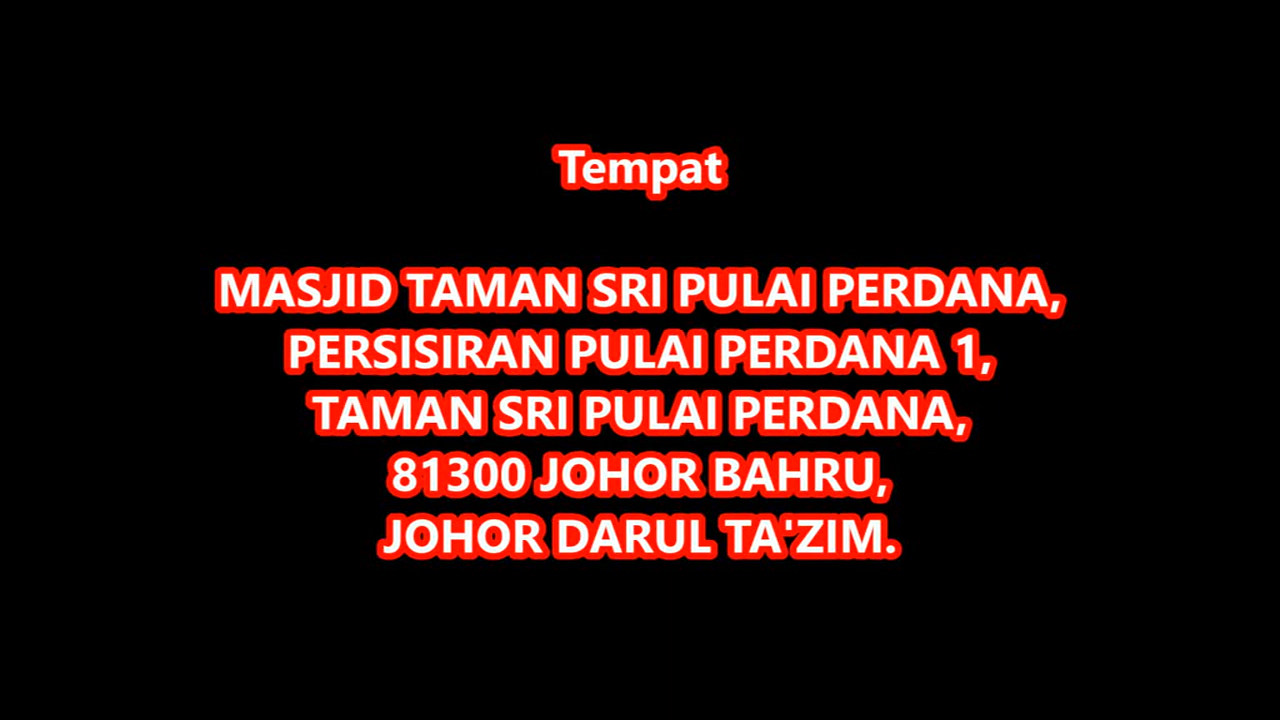 Tempat
MASJID TAMAN SRI PULAI PERDANA,
PERSISIRAN PULAI PERDANA 1,
TAMAN SRI PULAI PERDANA,
81300 JOHOR BAHRU,
JOHOR DARUL TA'ZIM.